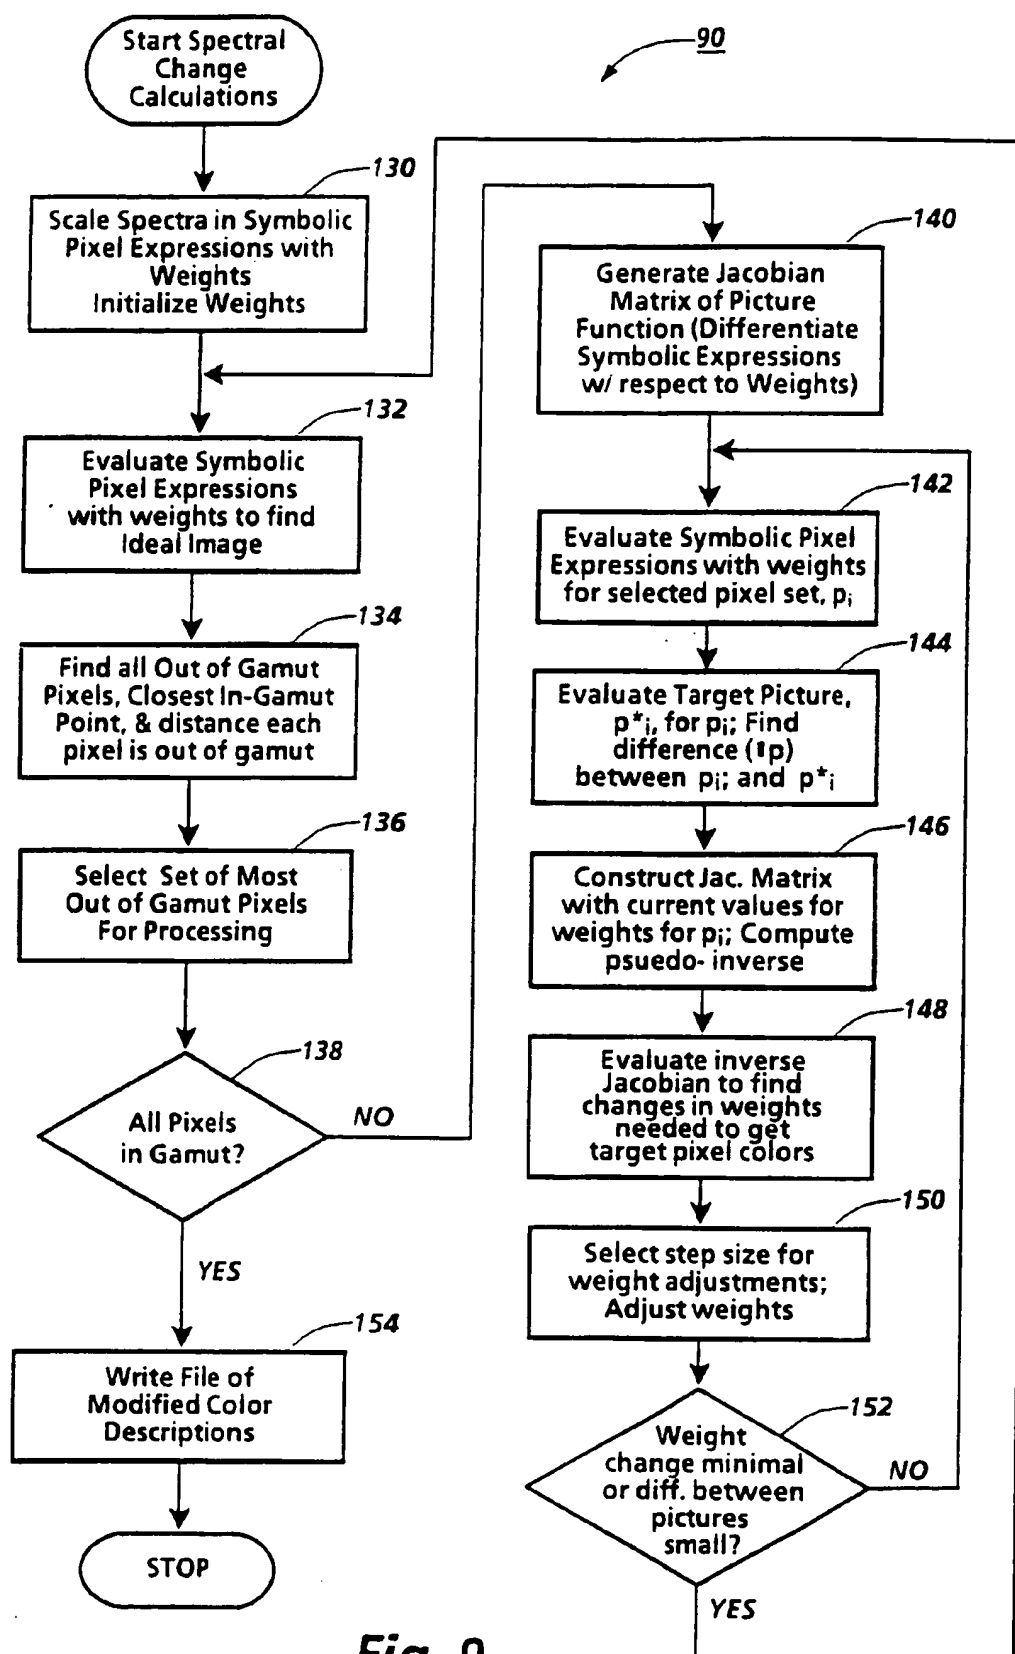 Start Spectral
Change
Calculations
90
130
Scale Spectra in Symbolic
Pixel Expressions with
Weights
Initialize Weights
132
Evaluate Symbolic
Pixel Expressions
with weights to find
Ideal Image
134
Find all Out of Gamut
Pixels, Closest In-Gamut
Point, & distance each
pixel is out of gamut
136
Select Set of Most
Out of Gamut Pixels
For Processing
138
All Pixels
in Gamut?
NO
YES
154
Write File of
Modified Color
Descriptions
STOP
140
Generate Jacobian
Matrix of Picture
Function (Differentiate
Symbolic Expressions
w/ respect to Weights)
142
Evaluate Symbolic Pixel
Expressions with weights
for selected pixel set, pi
144
Evaluate Target Picture,
p*i, for pi; Find
difference (p)
between pi; and p*i
146
Construct Jac. Matrix
with current values for
weights for pi; Compute
psuedo- inverse
148
Evaluate inverse
Jacobian to find
changes in weights
needed to get
target pixel colors
150
Select step size for
weight adjustments;
Adjust weights
152
Weight
change minimal
or diff. between
pictures
small?
NO
YES
Fig. 9